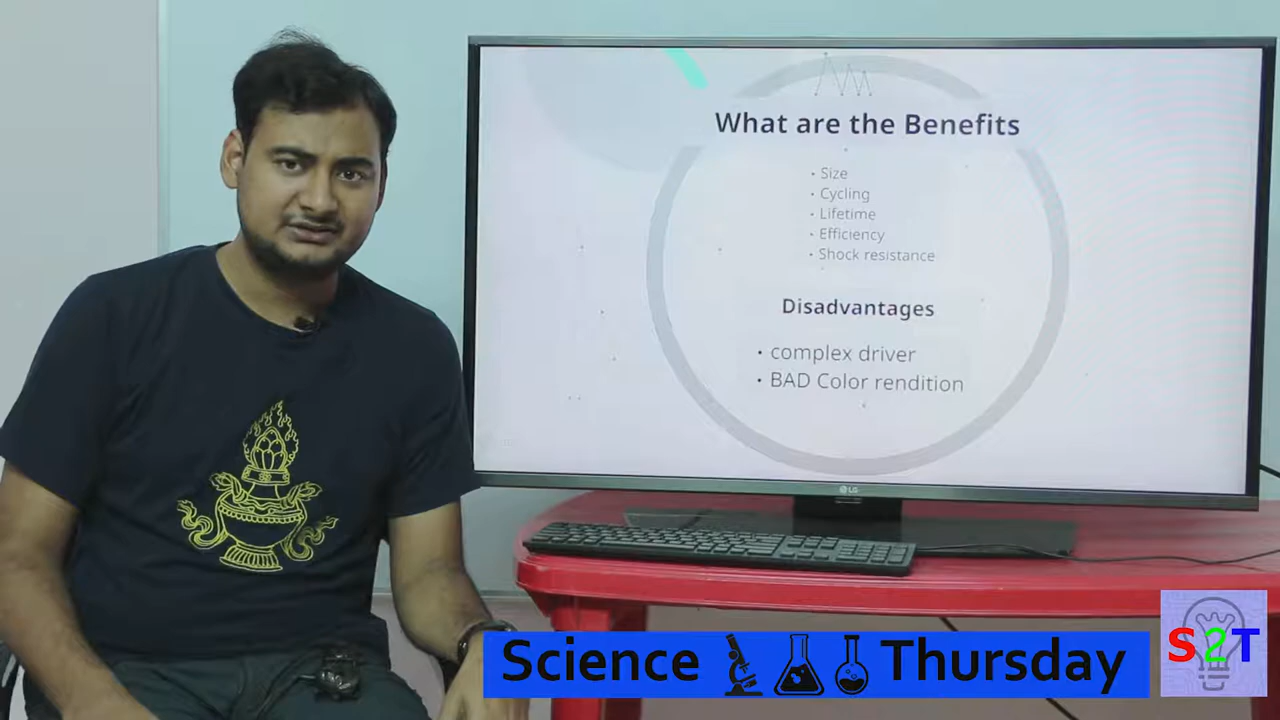 What are the Benefits
• Size
• Cycling
• Lifetime
• Efficiency
• Shock resistance
Disadvantages
• complex driver
• BAD Color rendition
LG
Science Thursday
S2T